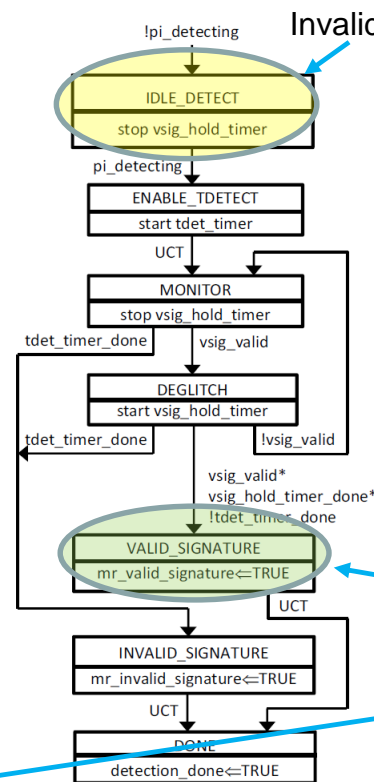 Invalid
!pi_detecting
IDLE_DETECT
stop vsig_hold_timer
pi_detecting
ENABLE_TDETECT
start tdet_timer
UCT
MONITOR
stop vsig_hold_timer
tdet_timer_done
vsig_valid
DEGLITCH
start vsig_hold_timer
tdet_timer_done
!vsig_valid
vsig_valid*
vsig_hold_timer_done*
!tdet_timer_done
VALID_SIGNATURE
mr_valid_signature⇐TRUE
UCT
INVALID_SIGNATURE
mr_invalid_signature⇐TRUE
UCT
DONE
detection_done⇐TRUE